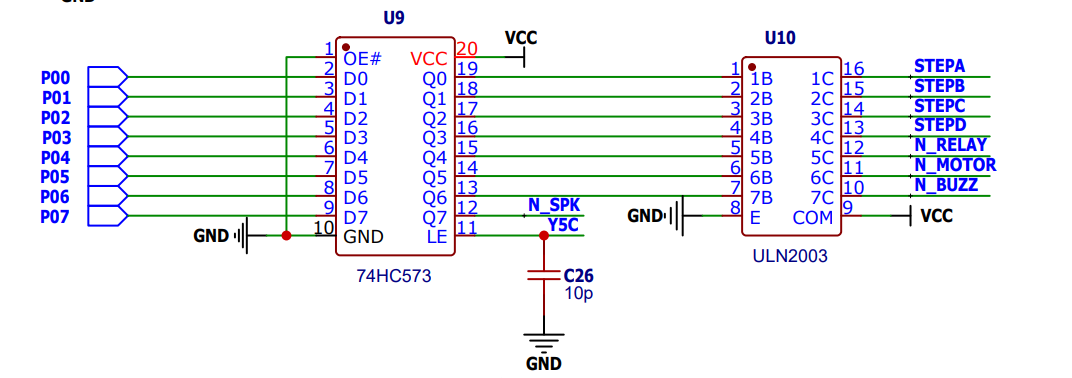 GND
U9
U10
VCC
1 OE# VCC 20
P00 2 D0 Q0 19 1 1B 1C 16 STEPA
P01 3 D1 Q1 18 2 2B 2C 15 STEPB
P02 4 D2 Q2 17 3 3B 3C 14 STEPC
P03 5 D3 Q3 16 4 4B 4C 13 STEPD
P04 6 D4 Q4 15 5 5B 5C 12 N_RELAY
P05 7 D5 Q5 14 6 6B 6C 11 N_MOTOR
P06 8 D6 Q6 13 7 7B 7C 10 N_BUZZ
P07 9 D7 Q7 12 N_SPK GND 8 E COM 9 VCC
GND 10 GND LE 11 Y5C
74HC573
ULN2003
C26
10p
GND